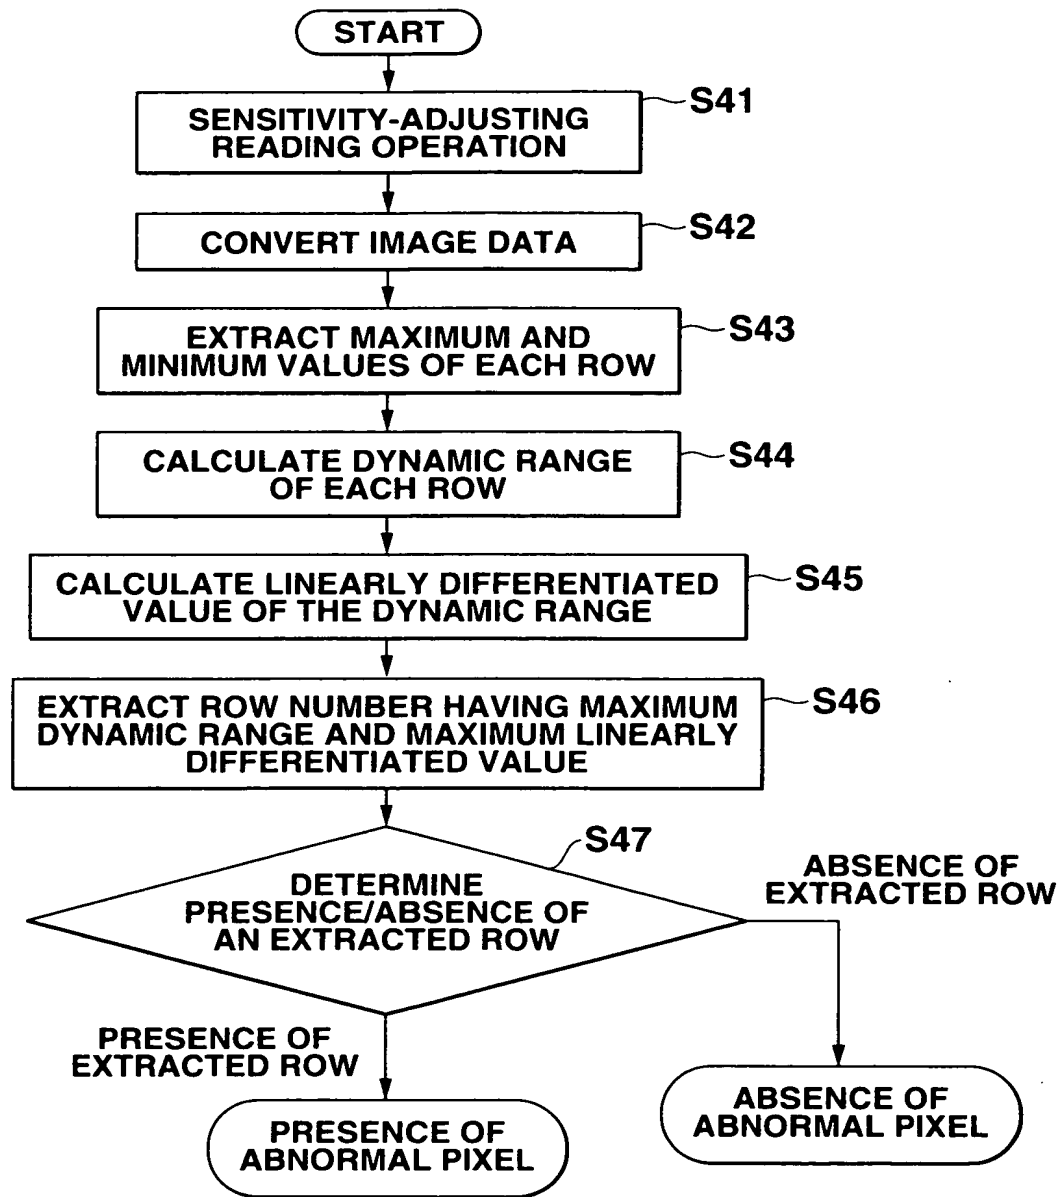 START
SENSITIVITY-ADJUSTING
READING OPERATION
S41
CONVERT IMAGE DATA
S42
EXTRACT MAXIMUM AND
MINIMUM VALUES OF EACH ROW
S43
CALCULATE DYNAMIC RANGE
OF EACH ROW
S44
CALCULATE LINEARLY DIFFERENTIATED
VALUE OF THE DYNAMIC RANGE
S45
EXTRACT ROW NUMBER HAVING MAXIMUM
DYNAMIC RANGE AND MAXIMUM LINEARLY
DIFFERENTIATED VALUE
S46
S47
DETERMINE
PRESENCE/ABSENCE OF
AN EXTRACTED ROW
ABSENCE OF
EXTRACTED ROW
PRESENCE OF
EXTRACTED ROW
ABSENCE OF
ABNORMAL PIXEL
PRESENCE OF
ABNORMAL PIXEL